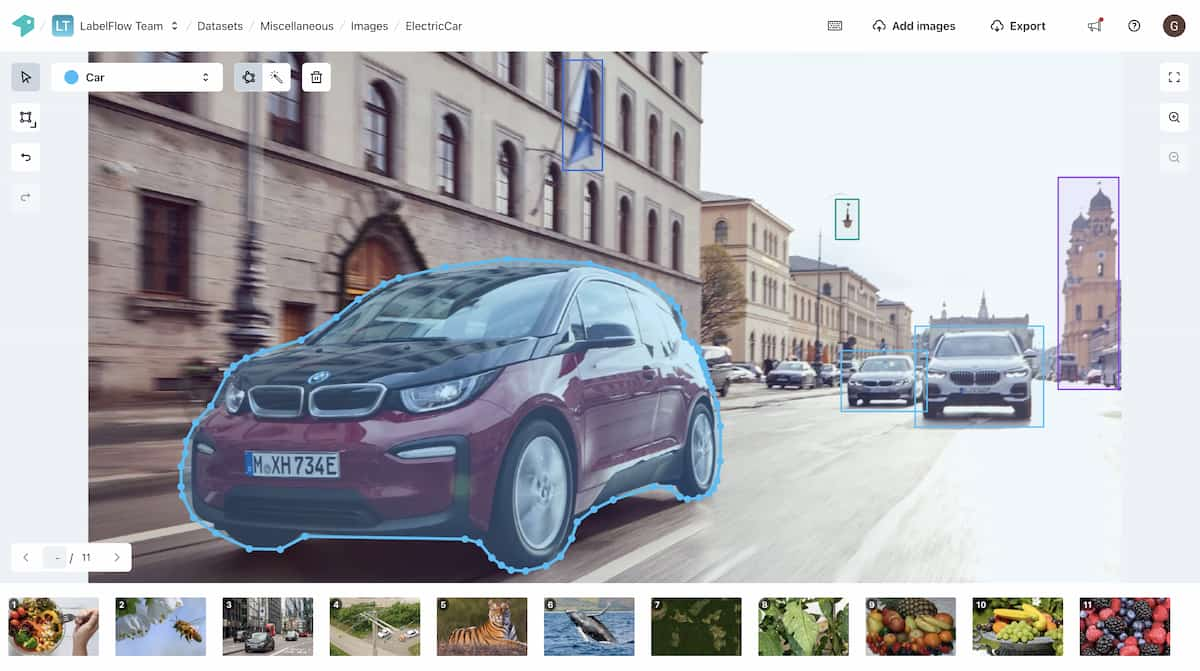 LT LabelFlow Team / Datasets / Miscellaneous / Images / ElectricCar
Add images
Export
G
Car
M XH 734E
- / 11
1 2 3 4 5 6 7 8 9 10 11